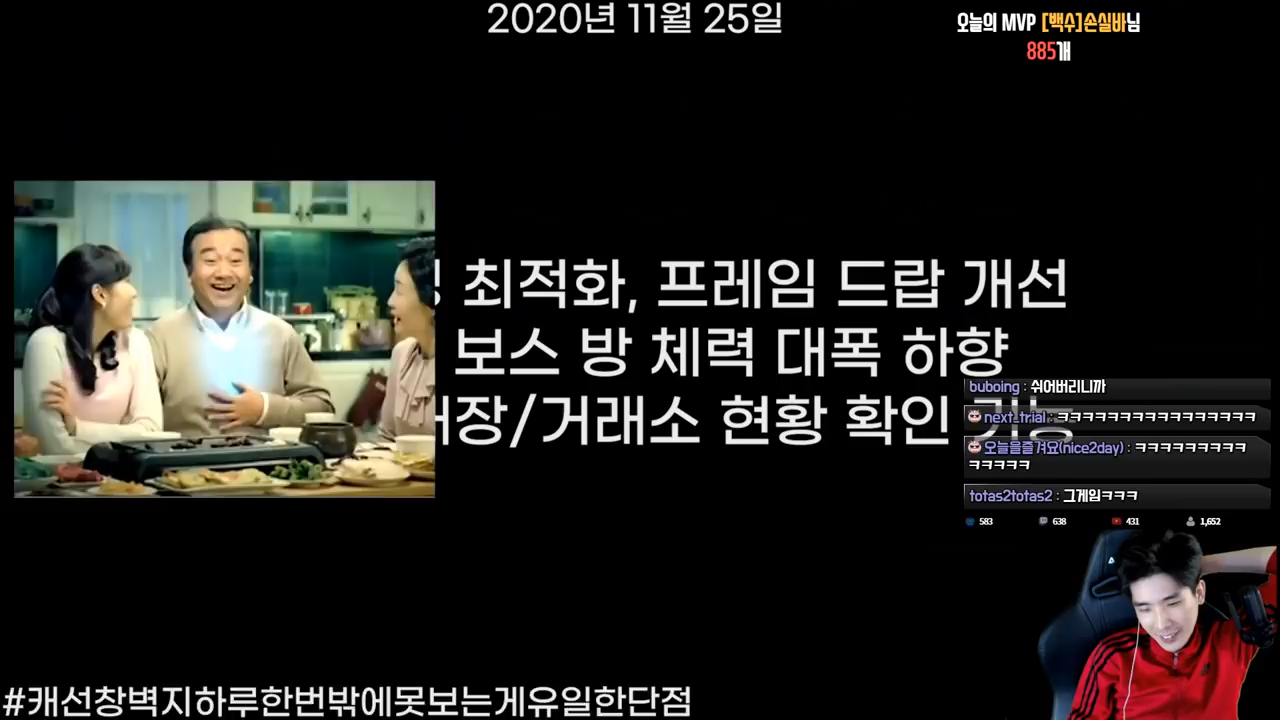 2020년 11월 25일
오늘의 MVP [백수]손실바님
885개
최적화, 프레임 드랍 개선
보스 방 체력 대폭 하향
장/거래소 현황 확인 기능
buboing : 쉬어버리니까
next_trial : ㅋㅋㅋㅋㅋㅋㅋㅋㅋㅋㅋㅋㅋㅋㅋ
오늘을즐겨요(nice2day) : ㅋㅋㅋㅋㅋㅋㅋㅋㅋ
ㅋㅋㅋㅋㅋ
totas2totas2 : 그게임ㅋㅋㅋ
583 638 431 1,652
#캐선창벽지하루한번밖에못보는게유일한단점